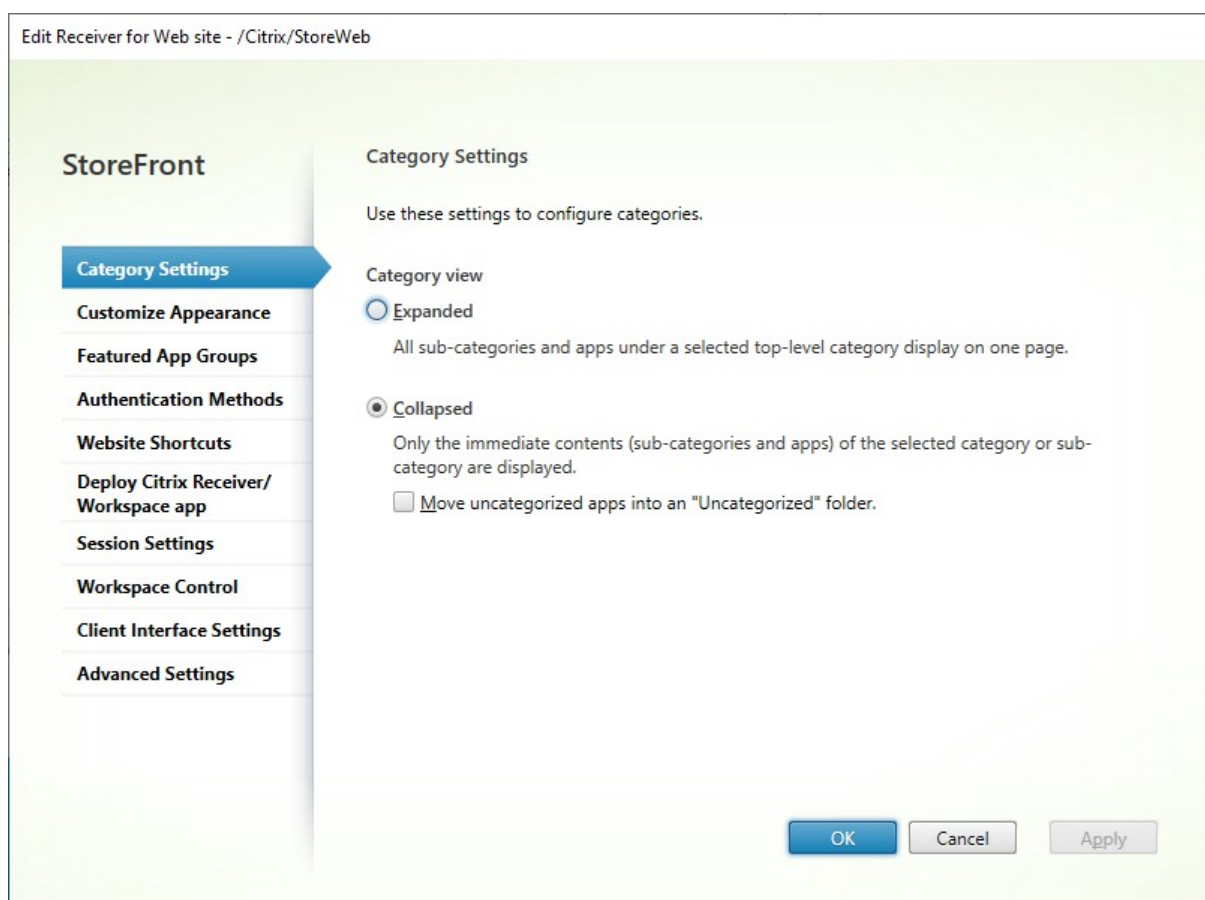 Edit Receiver for Web site - /Citrix/StoreWeb
StoreFront
Category Settings
Customize Appearance
Featured App Groups
Authentication Methods
Website Shortcuts
Deploy Citrix Receiver/
Workspace app
Session Settings
Workspace Control
Client Interface Settings
Advanced Settings
Category Settings
Use these settings to configure categories.
Category view
Expanded
All sub-categories and apps under a selected top-level category display on one page.
Collapsed
Only the immediate contents (sub-categories and apps) of the selected category or sub-
category are displayed.
Move uncategorized apps into an "Uncategorized" folder.
OK
Cancel
Apply